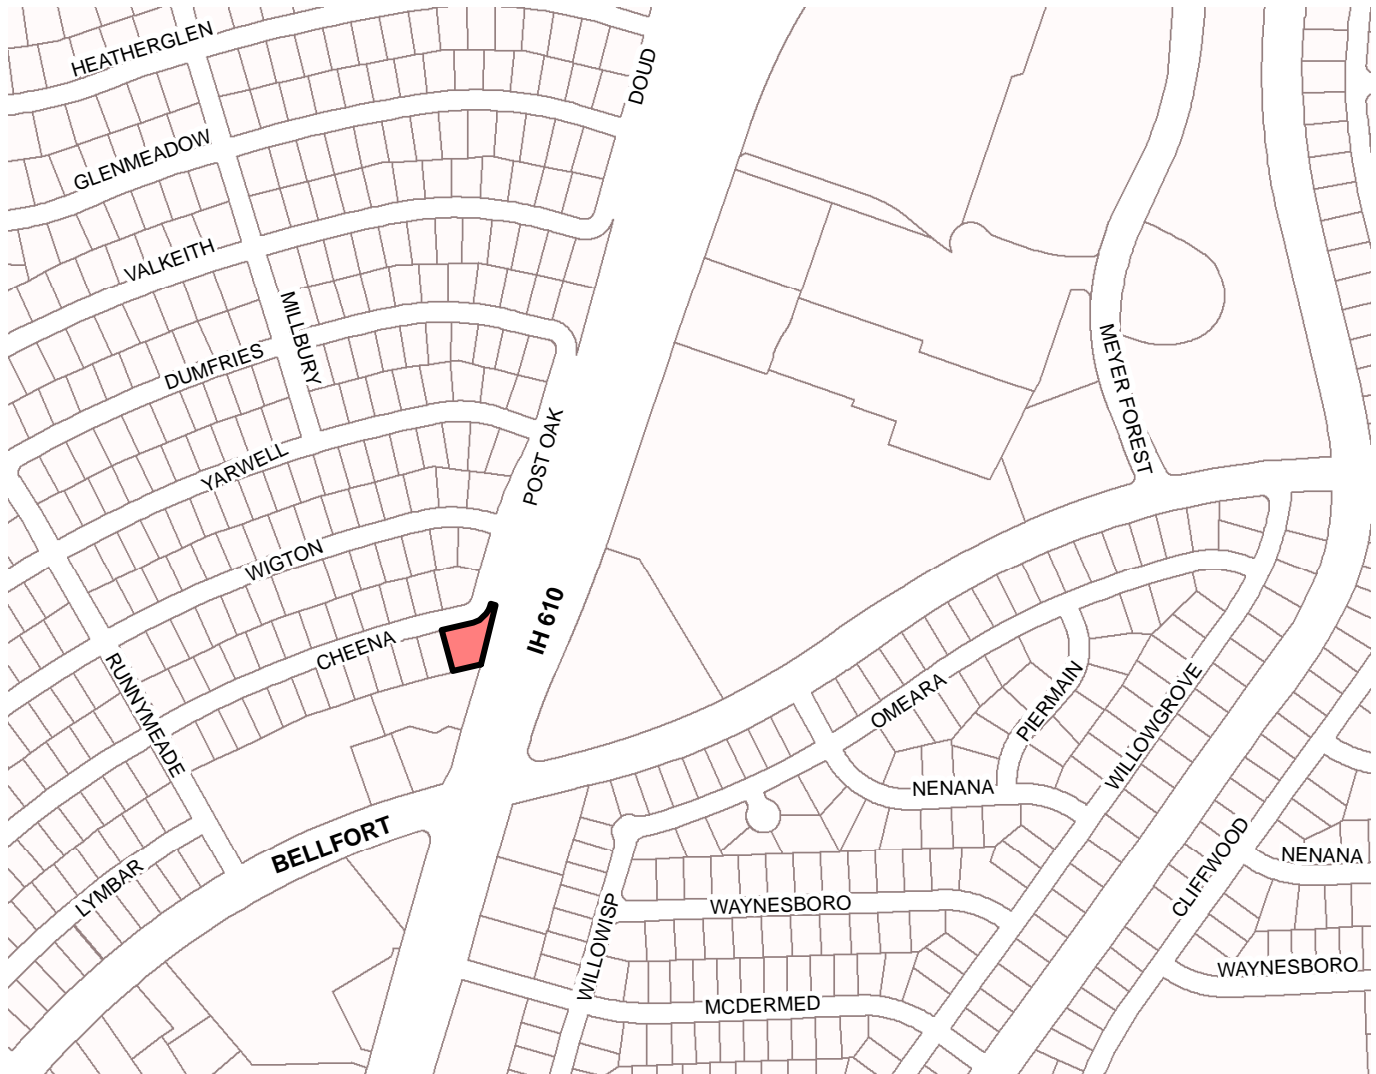 HEATHERGLEN
DOUD
GLENMEADOW
VALKEITH
MILLBURY
DUMFRIES
MEYER FOREST
YARWELL
POST OAK
WIGTON
IH 610
CHEENA
RUNNYMEADE
OMEARA
PIERMAIN
WILLOWGROVE
NENANA
BELLFORT
LYMBAR
CLIFFWOOD
NENANA
WAYNESBORO
WILLOWISP
WAYNESBORO
MCDERMED